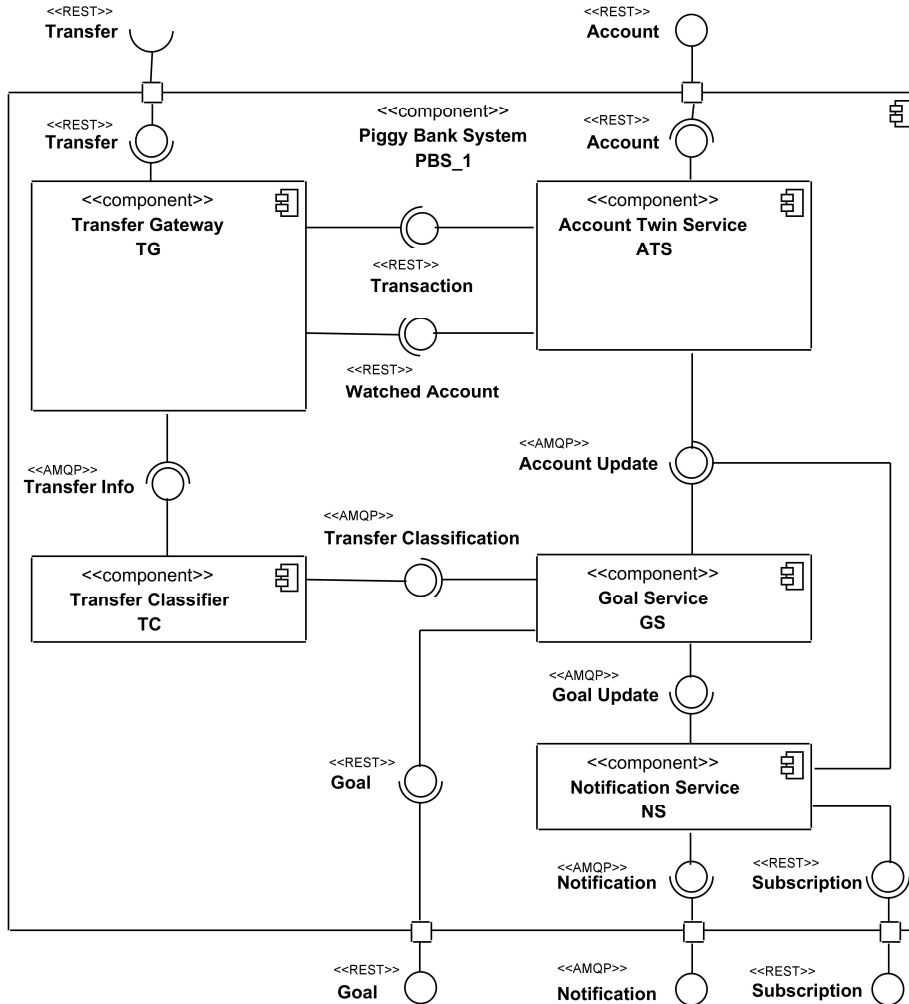 <<REST>>
Transfer
<<REST>>
Account
<<component>>
Piggy Bank System
PBS_1
<<REST>>
Transfer
<<REST>>
Account
<<component>>
Transfer Gateway
TG
<<component>>
Account Twin Service
ATS
<<REST>>
Transaction
<<REST>>
Watched Account
<<AMQP>>
Transfer Info
<<AMQP>>
Account Update
<<AMQP>>
Transfer Classification
<<component>>
Transfer Classifier
TC
<<component>>
Goal Service
GS
<<AMQP>>
Goal Update
<<REST>>
Goal
<<component>>
Notification Service
NS
<<AMQP>>
Notification
<<REST>>
Subscription
<<REST>>
Goal
<<AMQP>>
Notification
<<REST>>
Subscription